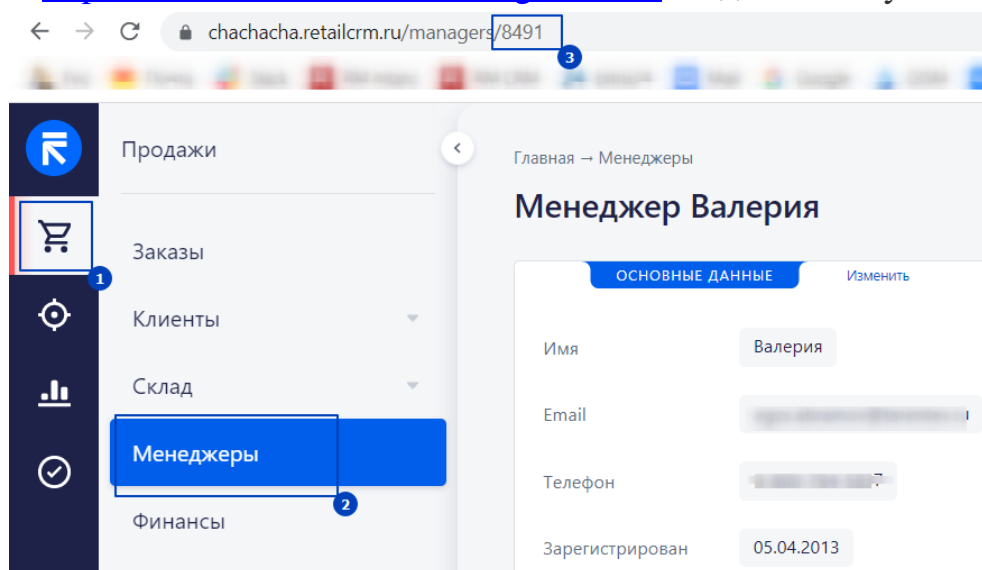 chachacha.retailcrm.ru/managers/8491
3
Продажи
Главная → Менеджеры
Менеджер Валерия
1
Заказы
ОСНОВНЫЕ ДАННЫЕ Изменить
Клиенты
Имя Валерия
Склад
Email
Менеджеры
2
Телефон 7
Финансы
Зарегистрирован 05.04.2013